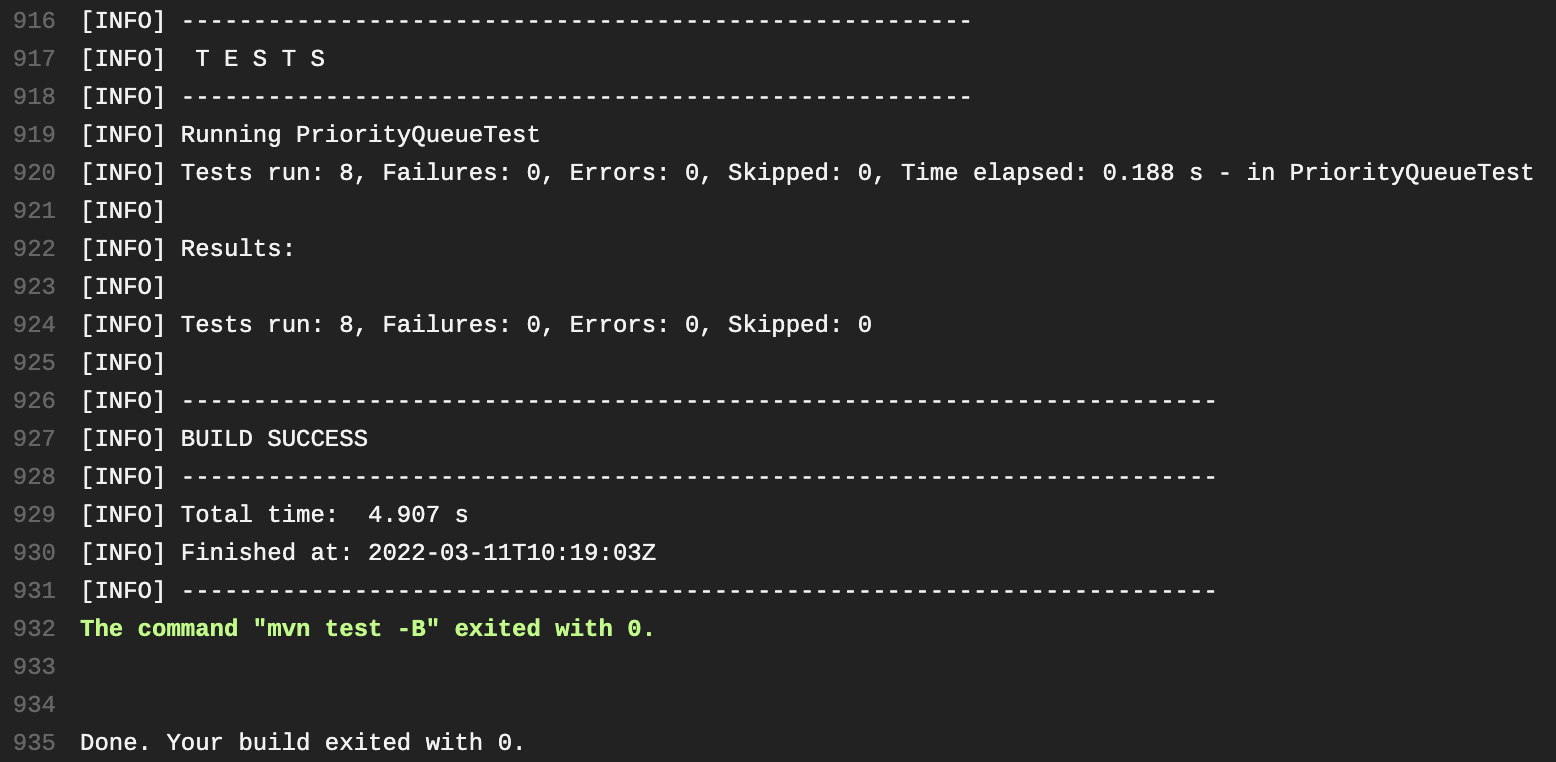 916 [INFO] -------------------------------------------------------
917 [INFO]  T E S T S
918 [INFO] -------------------------------------------------------
919 [INFO] Running PriorityQueueTest
920 [INFO] Tests run: 8, Failures: 0, Errors: 0, Skipped: 0, Time elapsed: 0.188 s - in PriorityQueueTest
921 [INFO]
922 [INFO] Results:
923 [INFO]
924 [INFO] Tests run: 8, Failures: 0, Errors: 0, Skipped: 0
925 [INFO]
926 [INFO] ------------------------------------------------------------------------
927 [INFO] BUILD SUCCESS
928 [INFO] ------------------------------------------------------------------------
929 [INFO] Total time:  4.907 s
930 [INFO] Finished at: 2022-03-11T10:19:03Z
931 [INFO] ------------------------------------------------------------------------
932 The command "mvn test -B" exited with 0.
933
934
935 Done. Your build exited with 0.